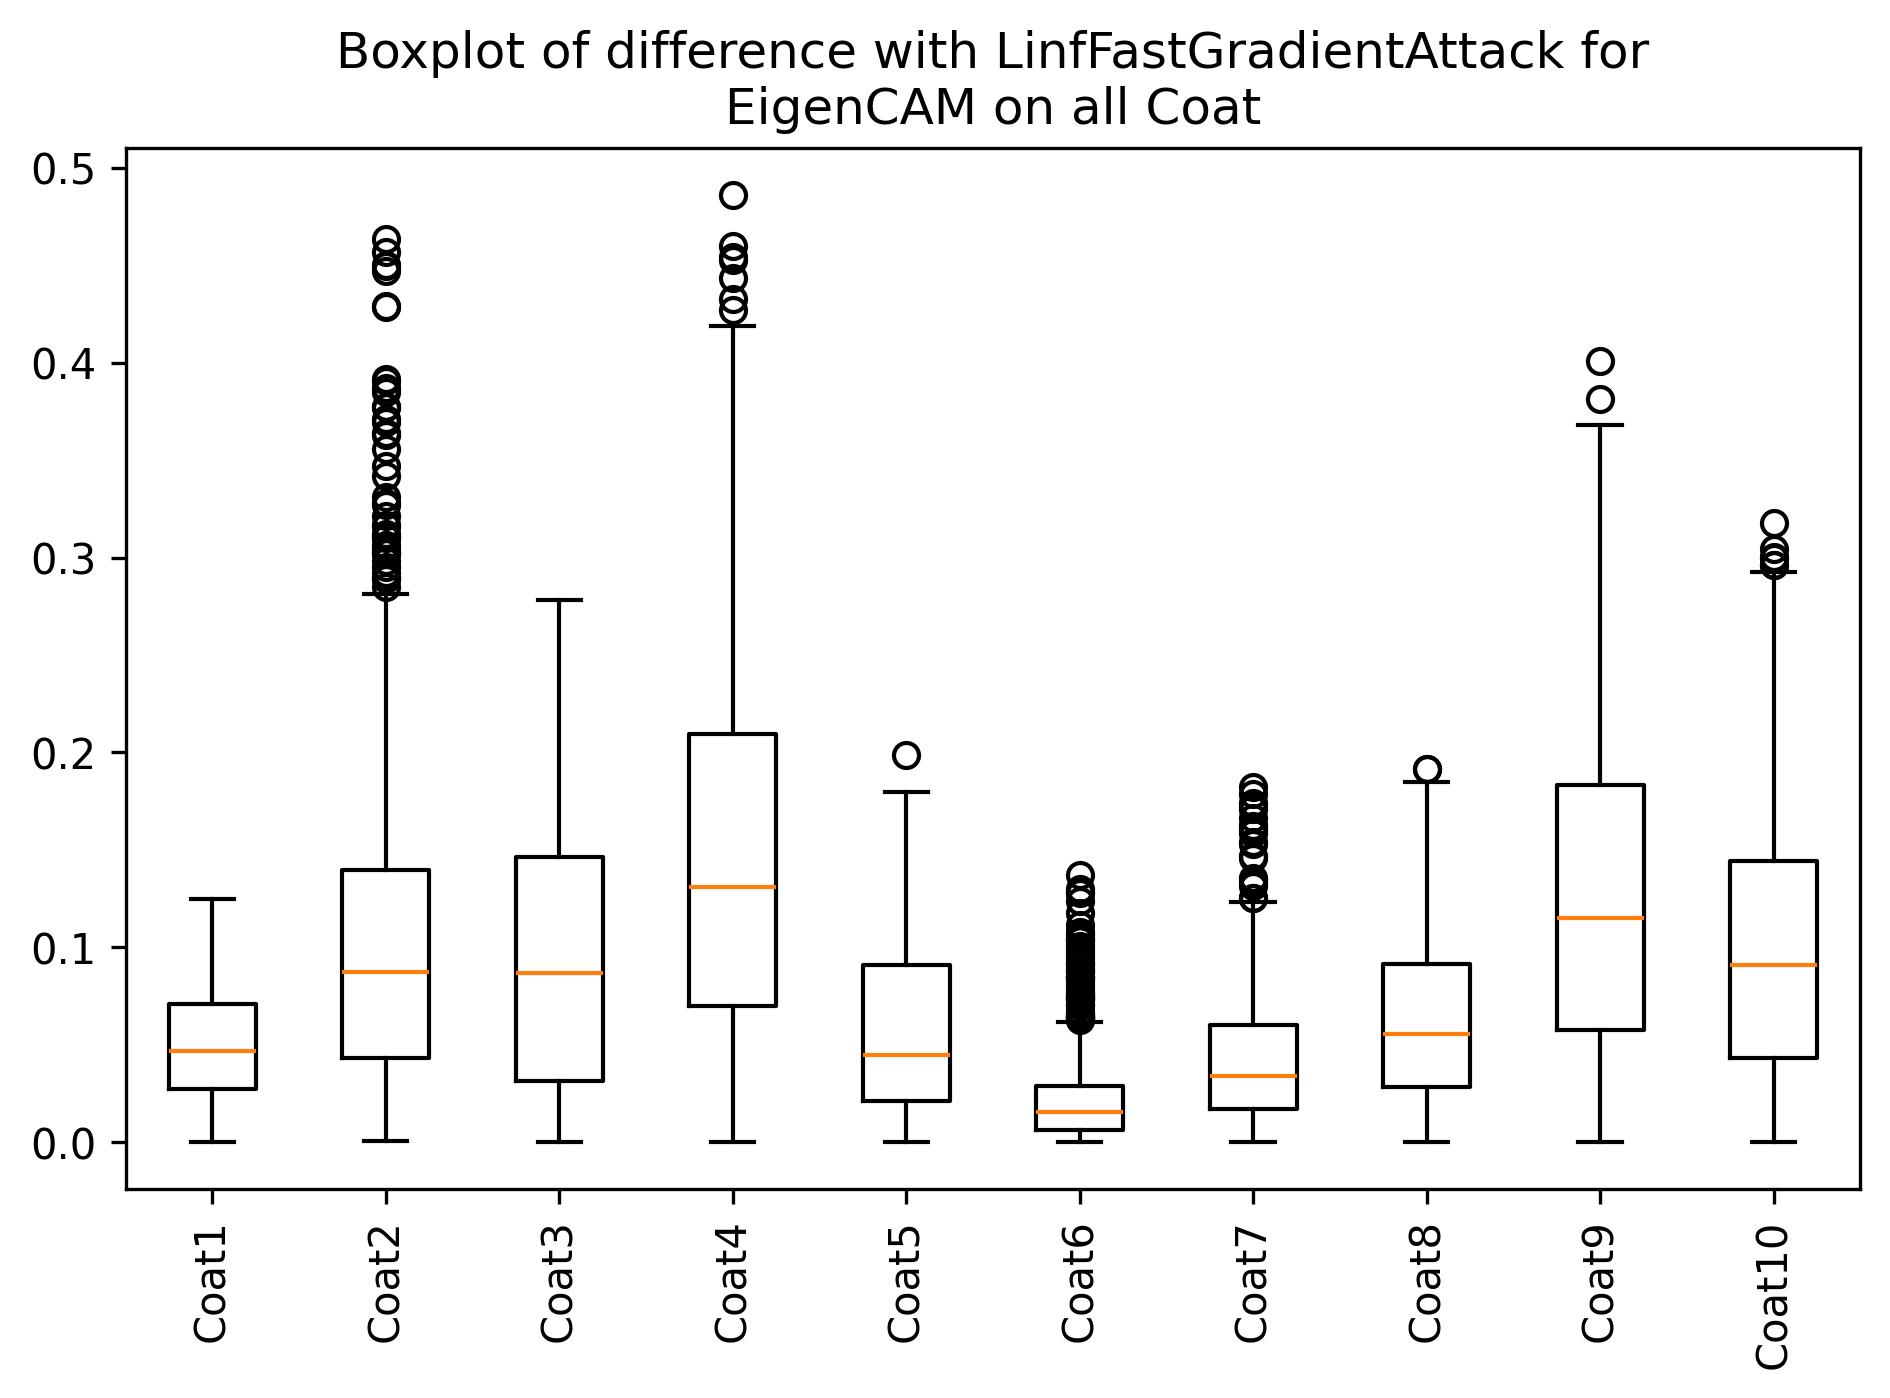 Boxplot of difference with LinfFastGradientAttack for
EigenCAM on all Coat
0.5
0.4
0.3
0.2
0.1
0.0
Coat1
Coat2
Coat3
Coat4
Coat5
Coat6
Coat7
Coat8
Coat9
Coat10